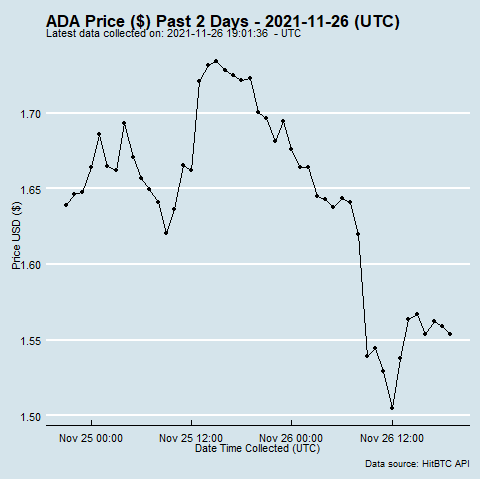 ADA Price ($) Past 2 Days - 2021-11-26 (UTC)
Latest data collected on: 2021-11-26 19:01:36 - UTC
Price USD ($)
1.70
1.65
1.60
1.55
1.50
Nov 25 00:00 Nov 25 12:00 Nov 26 00:00 Nov 26 12:00
Date Time Collected (UTC)
Data source: HitBTC API